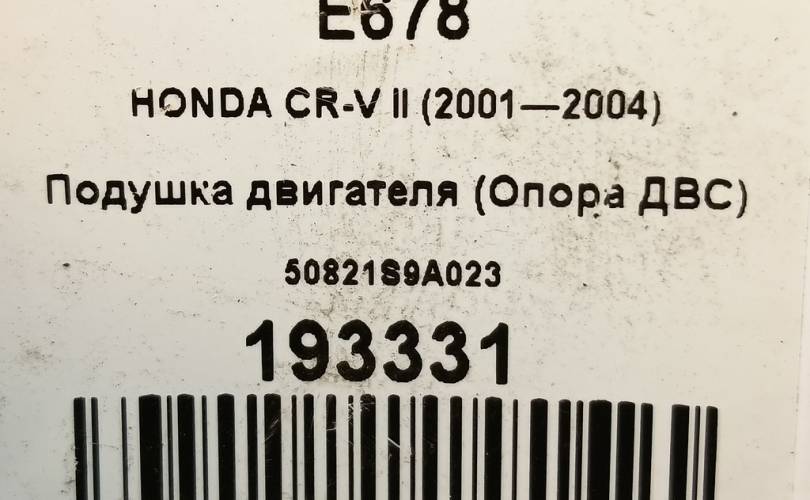 E678
HONDA CR-V II (2001—2004)
Подушка двигателя (Опора ДВС)
50821S9A023
193331